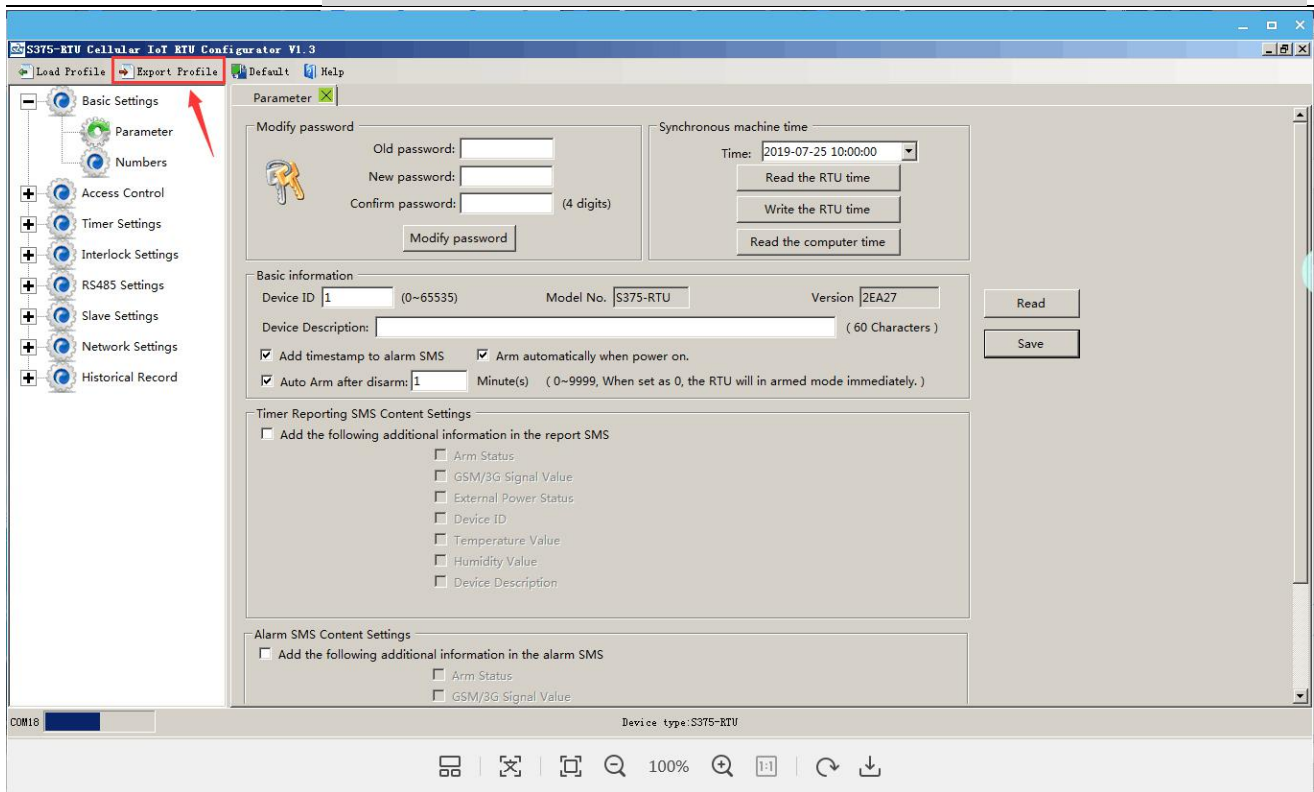 S375-RTU Cellular IoT RTU Configurator V1.3
Load Profile Export Profile Default Help
Basic Settings
Parameter
Numbers
Access Control
Timer Settings
Interlock Settings
RS485 Settings
Slave Settings
Network Settings
Historical Record
Parameter
Modify password
Old password:
New password:
Confirm password: (4 digits)
Modify password
Synchronous machine time
Time: 2019-07-25 10:00:00
Read the RTU time
Write the RTU time
Read the computer time
Basic information
Device ID 1 (0~65535) Model No. S375-RTU Version 2EA27
Device Description: ( 60 Characters )
Add timestamp to alarm SMS Arm automatically when power on.
Auto Arm after disarm: 1 Minute(s) ( 0~9999, When set as 0, the RTU will in armed mode immediately. )
Read
Save
Timer Reporting SMS Content Settings
Add the following additional information in the report SMS
Arm Status
GSM/3G Signal Value
External Power Status
Device ID
Temperature Value
Humidity Value
Device Description
Alarm SMS Content Settings
Add the following additional information in the alarm SMS
Arm Status
GSM/3G Signal Value
COM18 Device type:S375-RTU
文 100% 1:1